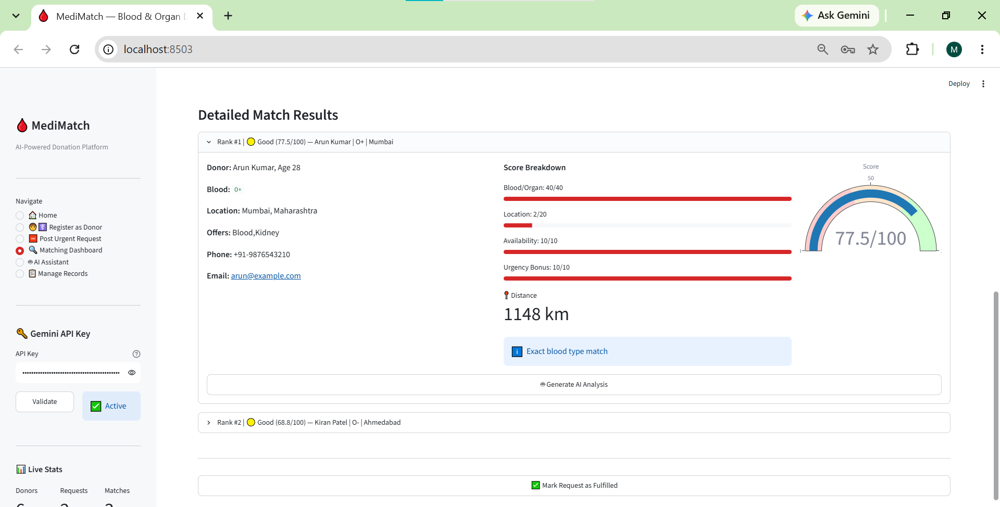 MediMatch — Blood & Organ
Ask Gemini
localhost:8503
M
Deploy
MediMatch
AI-Powered Donation Platform
Navigate
Home
Register as Donor
SOS Post Urgent Request
Matching Dashboard
AI Assistant
Manage Records
Gemini API Key
API Key
Validate
Active
Live Stats
Donors Requests Matches
Detailed Match Results
Rank #1 | Good (77.5/100) — Arun Kumar | O+ | Mumbai
Donor: Arun Kumar, Age 28
Blood: O+
Location: Mumbai, Maharashtra
Offers: Blood,Kidney
Phone: +91-9876543210
Email: arun@example.com
Score Breakdown
Blood/Organ: 40/40
Location: 2/20
Availability: 10/10
Urgency Bonus: 10/10
Distance
1148 km
Exact blood type match
Score
50
77.5/100
Generate AI Analysis
Rank #2 | Good (68.8/100) — Kiran Patel | O- | Ahmedabad
Mark Request as Fulfilled